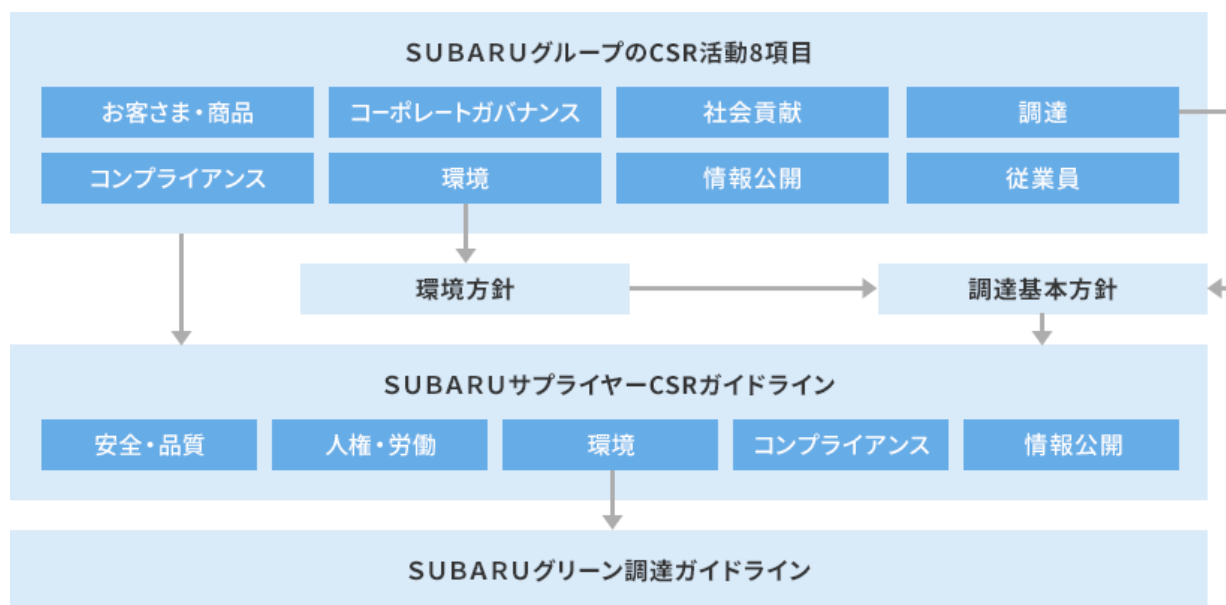 SUBARUグループのCSR活動8項目
お客さま・商品
コーポレートガバナンス
社会貢献
調達
コンプライアンス
環境
情報公開
従業員
環境方針
調達基本方針
SUBARUサプライヤーCSRガイドライン
安全・品質
人権・労働
環境
コンプライアンス
情報公開
SUBARUグリーン調達ガイドライン